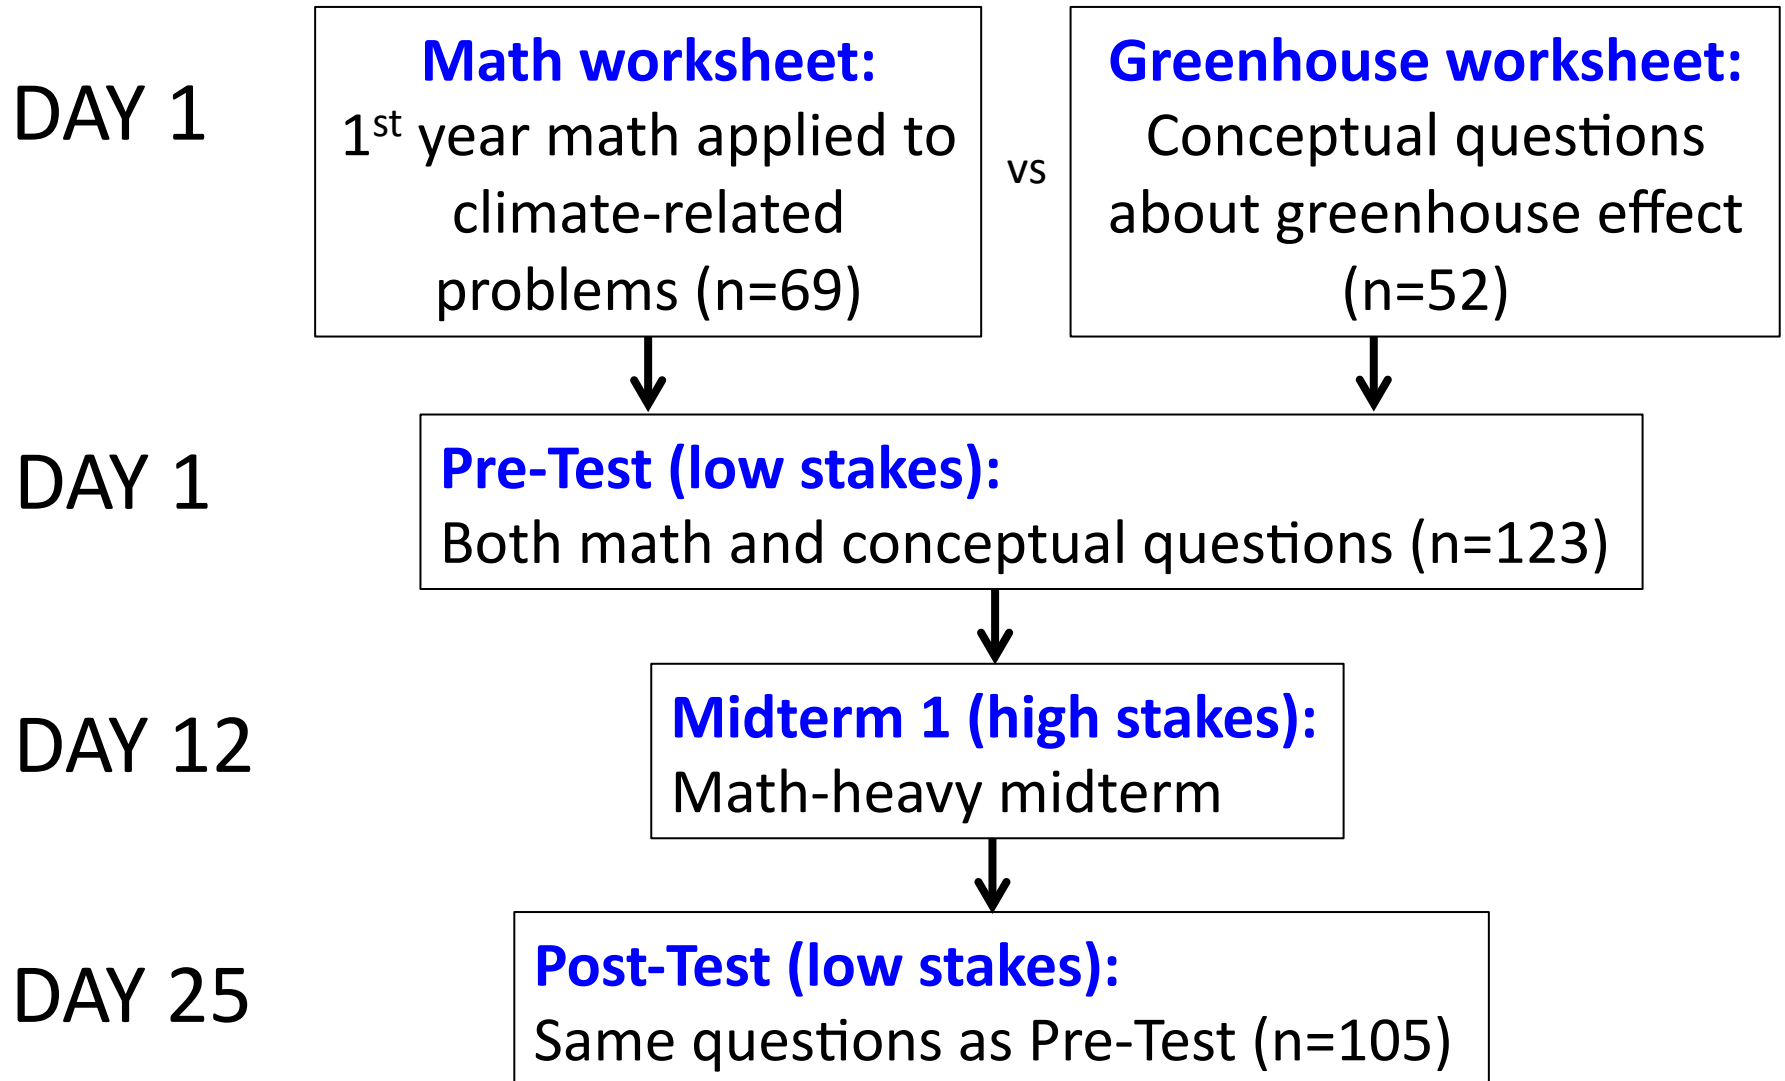 DAY 1
Math worksheet:
1st year math applied to
climate-related
problems (n=69)
vs
Greenhouse worksheet:
Conceptual questions
about greenhouse effect
(n=52)
DAY 1
Pre-Test (low stakes):
Both math and conceptual questions (n=123)
DAY 12
Midterm 1 (high stakes):
Math-heavy midterm
DAY 25
Post-Test (low stakes):
Same questions as Pre-Test (n=105)